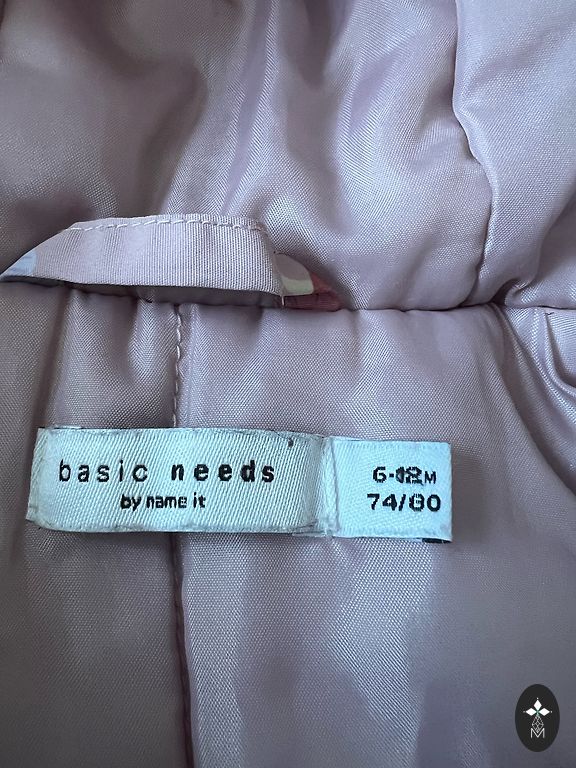 basic needs
by name it
6-12M
74/80
M